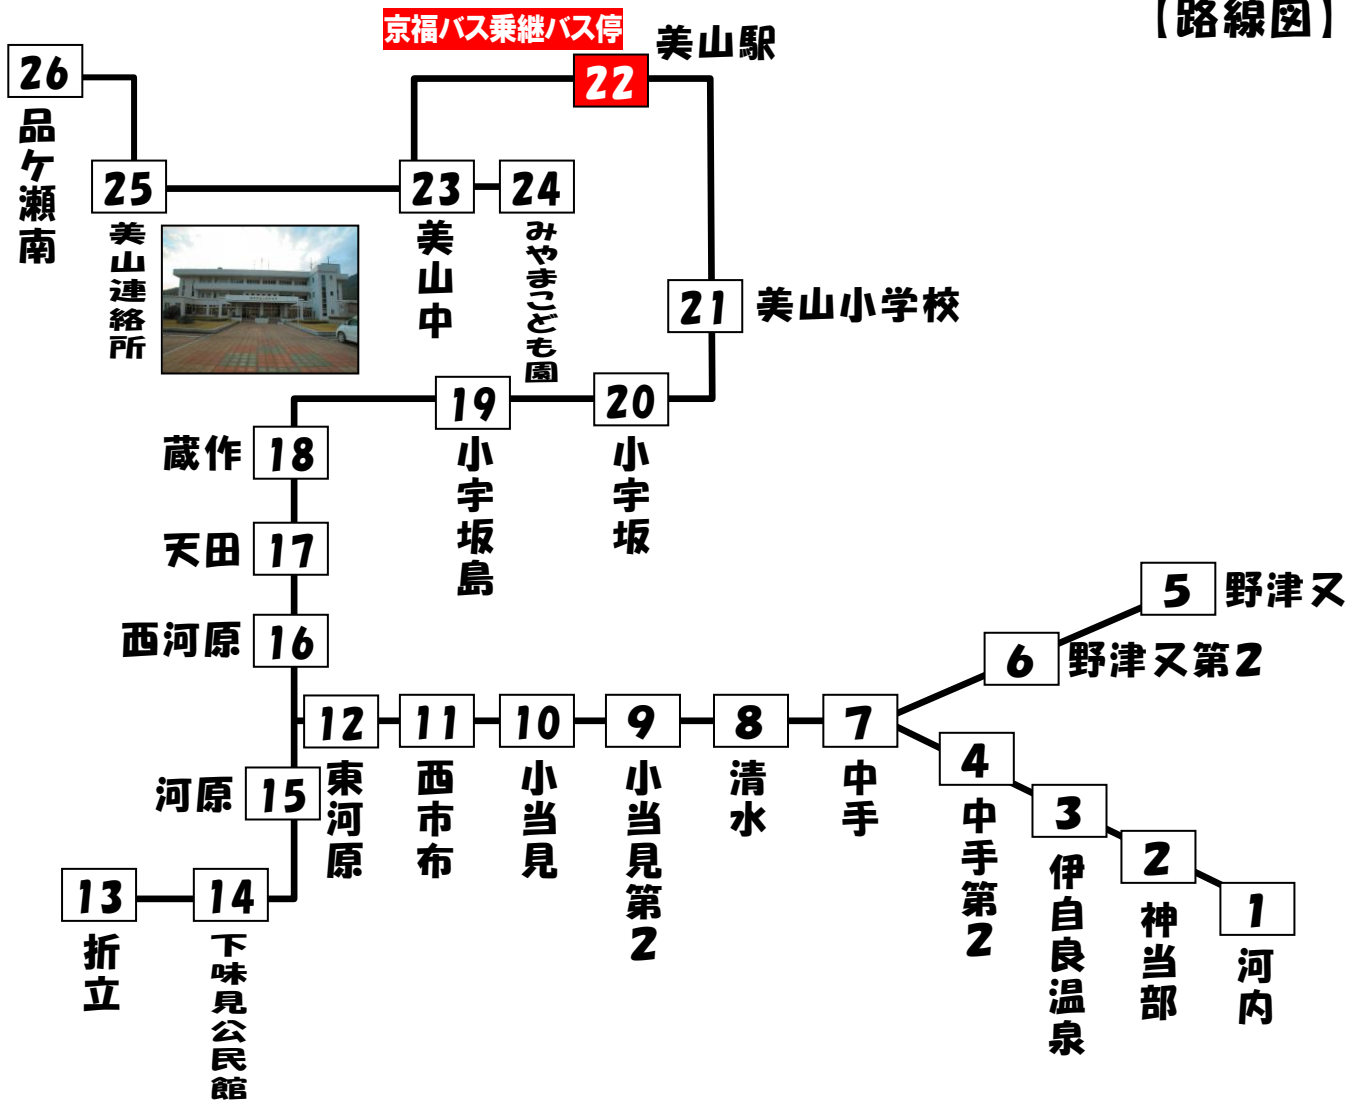 【路線図】
京福バス乗継バス停
美山駅
22
26
品ケ瀬南
25
美山連絡所
23
美山中
24
みやまこども園
21
美山小学校
19
小宇坂島
20
小宇坂
18
蔵作
17
天田
16
西河原
5
野津又
6
野津又第2
12
東河原
11
西市布
10
小当見
9
小当見第2
8
清水
7
中手
4
中手第2
3
伊自良温泉
2
神当部
1
河内
15
河原
13
折立
14
下味見公民館